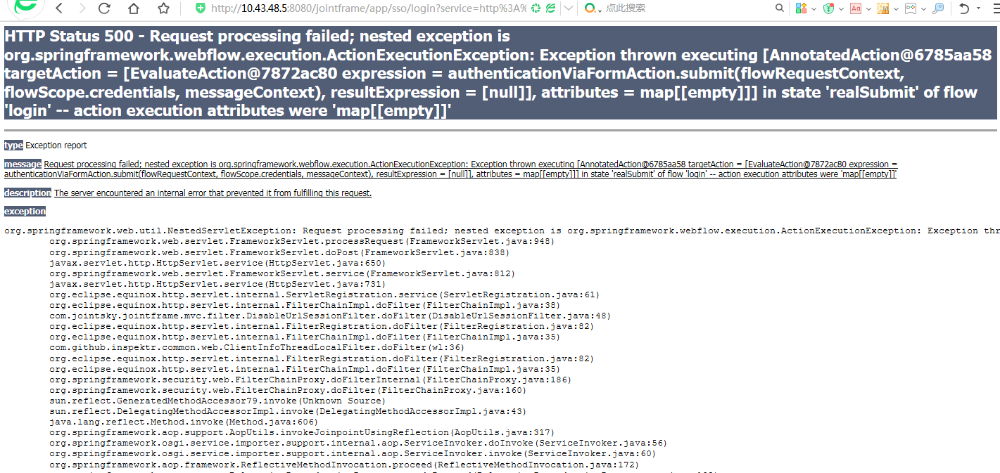 http://10.43.48.5:8080/jointframe/app/sso/login?service=http%3A% 点此搜索
HTTP Status 500 - Request processing failed; nested exception is
org.springframework.webflow.execution.ActionExecutionException: Exception thrown executing [AnnotatedAction@6785aa58
targetAction = [EvaluateAction@7872ac80 expression = authenticationViaFormAction.submit(flowRequestContext,
flowScope.credentials, messageContext), resultExpression = [null]], attributes = map[[empty]]] in state 'realSubmit' of flow
'login' -- action execution attributes were 'map[[empty]]'
type Exception report
message Request processing failed; nested exception is org.springframework.webflow.execution.ActionExecutionException: Exception thrown executing [AnnotatedAction@6785aa58 targetAction = [EvaluateAction@7872ac80 expression =
authenticationViaFormAction.submit(flowRequestContext, flowScope.credentials, messageContext), resultExpression = [null]], attributes = map[[empty]]] in state 'realSubmit' of flow 'login' -- action execution attributes were 'map[[empty]]'
description The server encountered an internal error that prevented it from fulfilling this request.
exception
org.springframework.web.util.NestedServletException: Request processing failed; nested exception is org.springframework.webflow.execution.ActionExecutionException: Exception thr
org.springframework.web.servlet.FrameworkServlet.processRequest(FrameworkServlet.java:948)
org.springframework.web.servlet.FrameworkServlet.doPost(FrameworkServlet.java:838)
javax.servlet.http.HttpServlet.service(HttpServlet.java:650)
org.springframework.web.servlet.FrameworkServlet.service(FrameworkServlet.java:812)
javax.servlet.http.HttpServlet.service(HttpServlet.java:731)
org.eclipse.equinox.http.servlet.internal.ServletRegistration.service(ServletRegistration.java:61)
org.eclipse.equinox.http.servlet.internal.FilterChainImpl.doFilter(FilterChainImpl.java:38)
com.jointsky.jointframe.mvc.filter.DisableUrlSessionFilter.doFilter(DisableUrlSessionFilter.java:48)
org.eclipse.equinox.http.servlet.internal.FilterRegistration.doFilter(FilterRegistration.java:82)
org.eclipse.equinox.http.servlet.internal.FilterChainImpl.doFilter(FilterChainImpl.java:35)
com.github.inspektr.common.web.ClientInfoThreadLocalFilter.doFilter(wl:36)
org.eclipse.equinox.http.servlet.internal.FilterRegistration.doFilter(FilterRegistration.java:82)
org.eclipse.equinox.http.servlet.internal.FilterChainImpl.doFilter(FilterChainImpl.java:35)
org.springframework.security.web.FilterChainProxy.doFilterInternal(FilterChainProxy.java:186)
org.springframework.security.web.FilterChainProxy.doFilter(FilterChainProxy.java:160)
sun.reflect.GeneratedMethodAccessor79.invoke(Unknown Source)
sun.reflect.DelegatingMethodAccessorImpl.invoke(DelegatingMethodAccessorImpl.java:43)
java.lang.reflect.Method.invoke(Method.java:606)
org.springframework.aop.support.AopUtils.invokeJoinpointUsingReflection(AopUtils.java:317)
org.springframework.osgi.service.importer.support.internal.aop.ServiceInvoker.doInvoke(ServiceInvoker.java:56)
org.springframework.osgi.service.importer.support.internal.aop.ServiceInvoker.invoke(ServiceInvoker.java:60)
org.springframework.aop.framework.ReflectiveMethodInvocation.proceed(ReflectiveMethodInvocation.java:172)